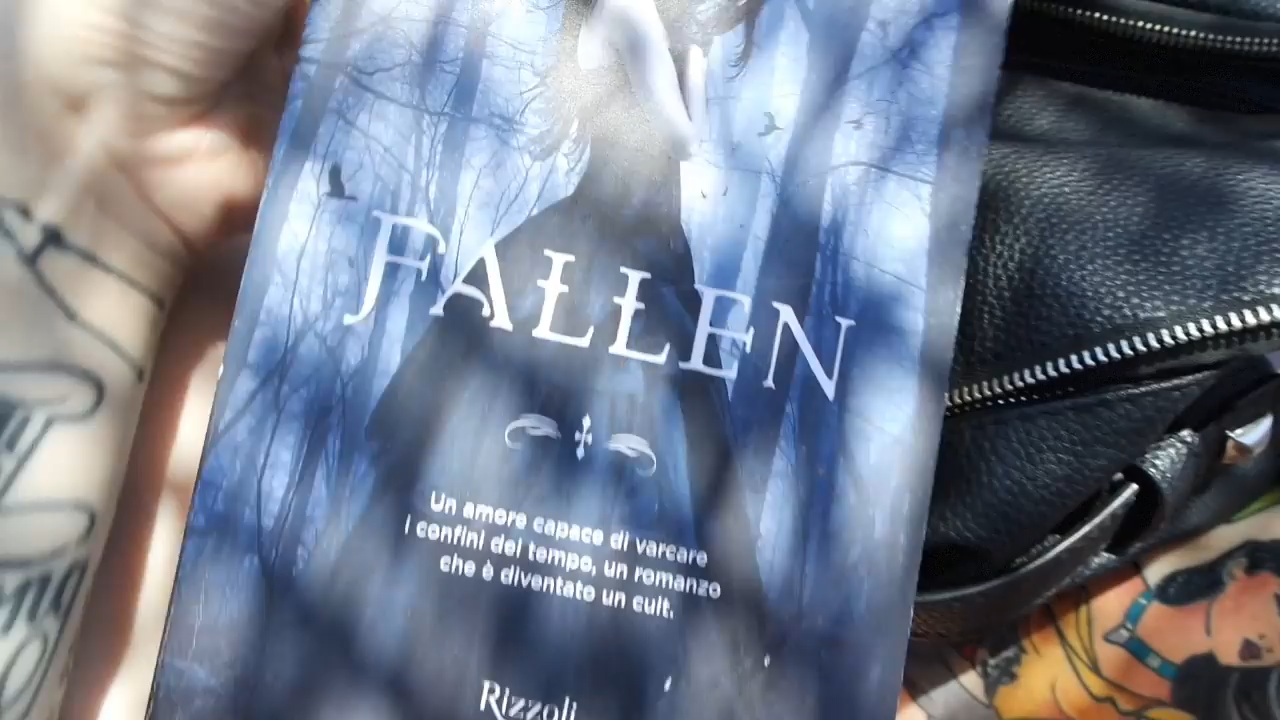 FALLEN
Un amore capace di varcare
i confini del tempo, un romanzo
che è diventato un cult.
Rizzoli